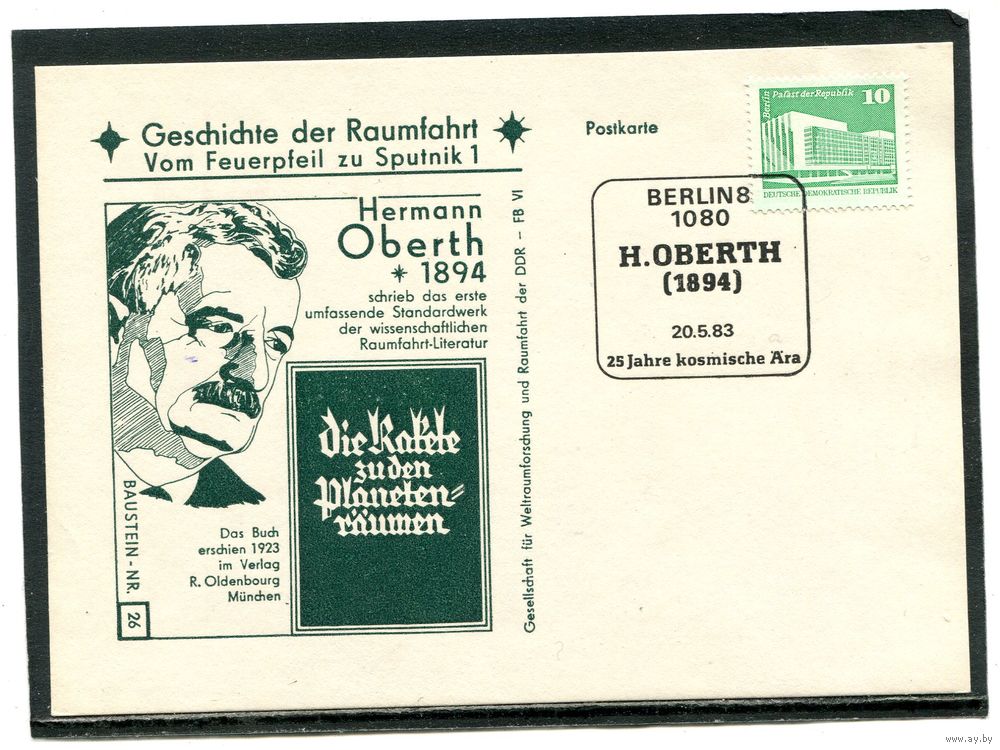 Geschichte der Raumfahrt
Vom Feuerpfeil zu Sputnik 1
Hermann
Oberth
* 1894
schrieb das erste
umfassende Standardwerk
der wissenschaftlichen
Raumfahrt-Literatur
die Rakete
zu den
Planeten=
räumen
Das Buch
erschien 1923
im Verlag
R. Oldenbourg
München
BAUSTEIN-NR.
26
Gesellschaft für Weltraumforschung und Raumfahrt der DDR – FB VI
Postkarte
Berlin
Palast der Republik
10
DEUTSCHE DEMOKRATISCHE REPUBLIK
BERLIN 8
1080
H.OBERTH
(1894)
20.5.83
25 Jahre kosmische Ära
www.ay.by